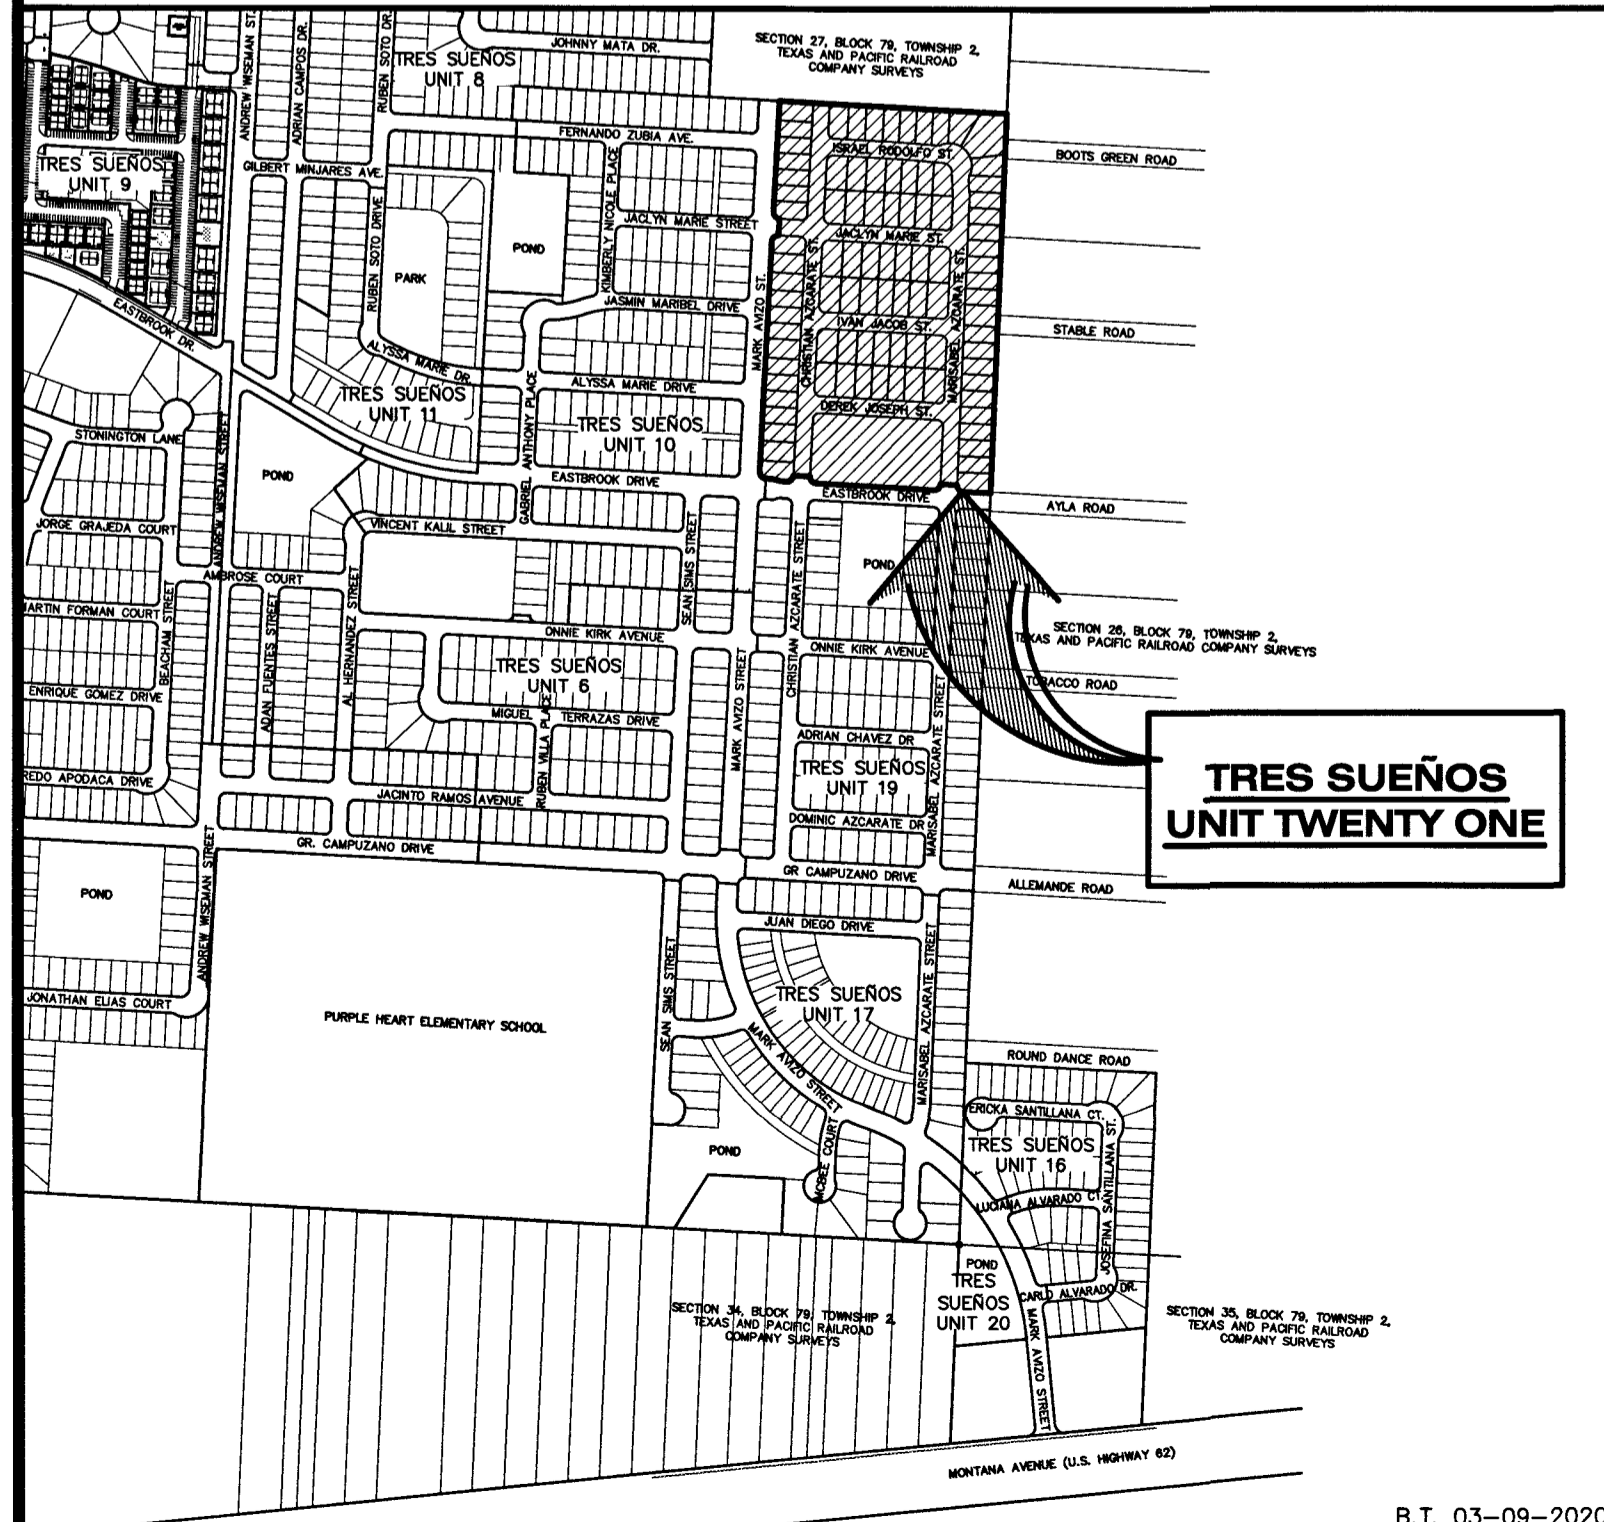 ANDREW WISEMAN ST.
ADRIAN CAMPOS DR.
RUBEN SOTO DR.
TRES SUEÑOS
UNIT 8
JOHNNY MATA DR.
SECTION 27, BLOCK 79, TOWNSHIP 2,
TEXAS AND PACIFIC RAILROAD
COMPANY SURVEYS
FERNANDO ZUBIA AVE.
ISRAEL RODOLFO ST.
BOOTS GREEN ROAD
TRES SUEÑOS
UNIT 9
GILBERT MINJARES AVE.
RUBEN SOTO DRIVE
KIMBERLY NICOLE PLACE
JACLYN MARIE STREET
JACLYN MARIE ST.
POND
PARK
CHRISTIAN AZCARATE ST.
MARISABEL AZCARATE ST.
MARK AVIZO ST.
JASMIN MARIBEL DRIVE
EASTBROOK DR.
IVAN JACOB ST.
STABLE ROAD
ALYSSA MARIE DR.
ALYSSA MARIE DRIVE
TRES SUEÑOS
UNIT 11
GABRIEL ANTHONY PLACE
TRES SUEÑOS
UNIT 10
DEREK JOSEPH ST.
STONINGTON LANE
ANDREW WISEMAN STREET
POND
EASTBROOK DRIVE
EASTBROOK DRIVE
AYLA ROAD
JORGE GRAJEDA COURT
VINCENT KALIL STREET
SEAN SIMS STREET
CHRISTIAN AZCARATE STREET
POND
AMBROSE COURT
MARTIN FORMAN COURT
BEACHAM STREET
ADAN FUENTES STREET
AL HERNANDEZ STREET
ONNIE KIRK AVENUE
ONNIE KIRK AVENUE
SECTION 26, BLOCK 79, TOWNSHIP 2,
TEXAS AND PACIFIC RAILROAD COMPANY SURVEYS
TRES SUEÑOS
UNIT 6
TOBACCO ROAD
ENRIQUE GOMEZ DRIVE
MIGUEL TERRAZAS DRIVE
RUBEN VILLA PLACE
MARK AVIZO STREET
MARISABEL AZCARATE STREET
ADRIAN CHAVEZ DR
TRES SUEÑOS
UNIT 19
TRES SUEÑOS
UNIT TWENTY ONE
REDO APODACA DRIVE
JACINTO RAMOS AVENUE
DOMINIC AZCARATE DR
GR. CAMPUZANO DRIVE
GR CAMPUZANO DRIVE
ALLEMANDE ROAD
POND
ANDREW WISEMAN STREET
JUAN DIEGO DRIVE
SEAN SIMS STREET
MARISABEL AZCARATE STREET
JONATHAN ELIAS COURT
TRES SUEÑOS
UNIT 17
PURPLE HEART ELEMENTARY SCHOOL
MARK AVIZO STREET
ROUND DANCE ROAD
ERICKA SANTILLANA CT.
POND
MCBEE COURT
TRES SUEÑOS
UNIT 16
JOSEFINA SANTILLANA ST.
LUCIANA ALVARADO CT.
POND
TRES
SUEÑOS
UNIT 20
CARLO ALVARADO DR.
MARK AVIZO STREET
SECTION 34, BLOCK 79, TOWNSHIP 2,
TEXAS AND PACIFIC RAILROAD
COMPANY SURVEYS
SECTION 35, BLOCK 79, TOWNSHIP 2,
TEXAS AND PACIFIC RAILROAD
COMPANY SURVEYS
MONTANA AVENUE (U.S. HIGHWAY 62)
B.T. 03-09-2020